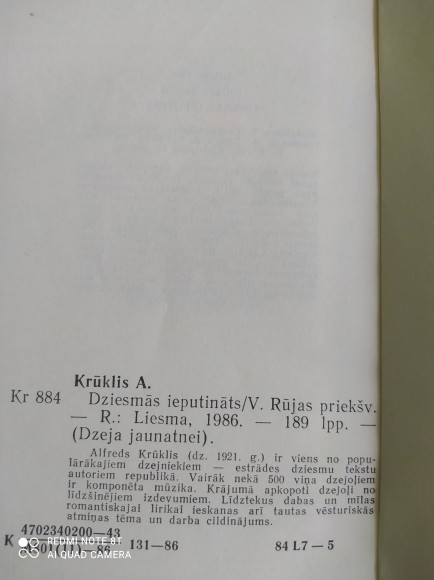 Krūklis A.
Kr 884 Dziesmās ieputināts/V. Rūjas priekšv.
— R.: Liesma, 1986. — 189 lpp. —
(Dzeja jaunatnei).
Alfreds Krūklis (dz. 1921. g.) ir viens no popu-
lārākajiem dzejniekiem — estrādes dziesmu tekstu
autoriem republikā. Vairāk nekā 500 viņa dzejoļiem
ir komponēta mūzika. Krājumā apkopoti dzejoļi no
līdzšinējiem izdevumiem. Līdztekus dabas un mīlas
romantiskajai lirikai ieskanas arī tautas vēsturiskās
atmiņas tēma un darba cildinājums.
K 4702340200—43
131—86 84 L7—5
REDMI NOTE 8T
AI QUAD CAMERA